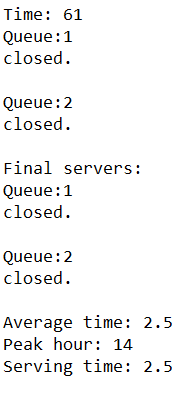 Time: 61
Queue:1
closed.
Queue:2
closed.
Final servers:
Queue:1
closed.
Queue:2
closed.
Average time: 2.5
Peak hour: 14
Serving time: 2.5